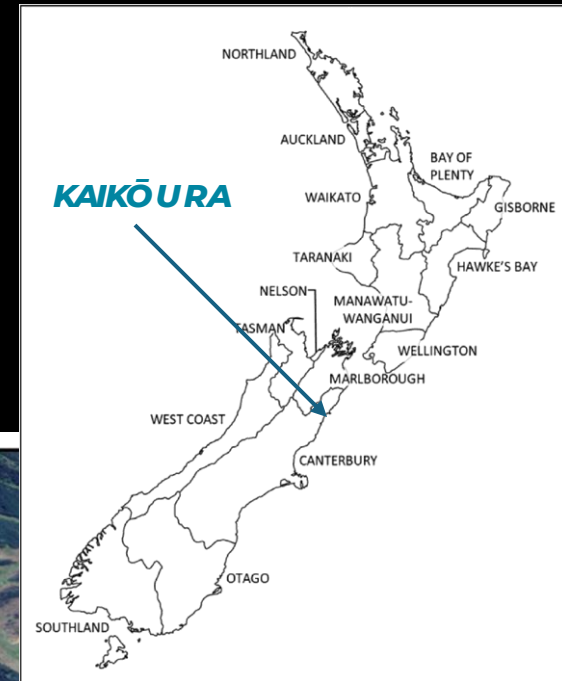 NORTHLAND
AUCKLAND
BAY OF
PLENTY
KAIKŌURA
WAIKATO
GISBORNE
TARANAKI
HAWKE'S BAY
NELSON
MANAWATU-
WANGANUI
TASMAN
WELLINGTON
MARLBOROUGH
WEST COAST
CANTERBURY
OTAGO
SOUTHLAND